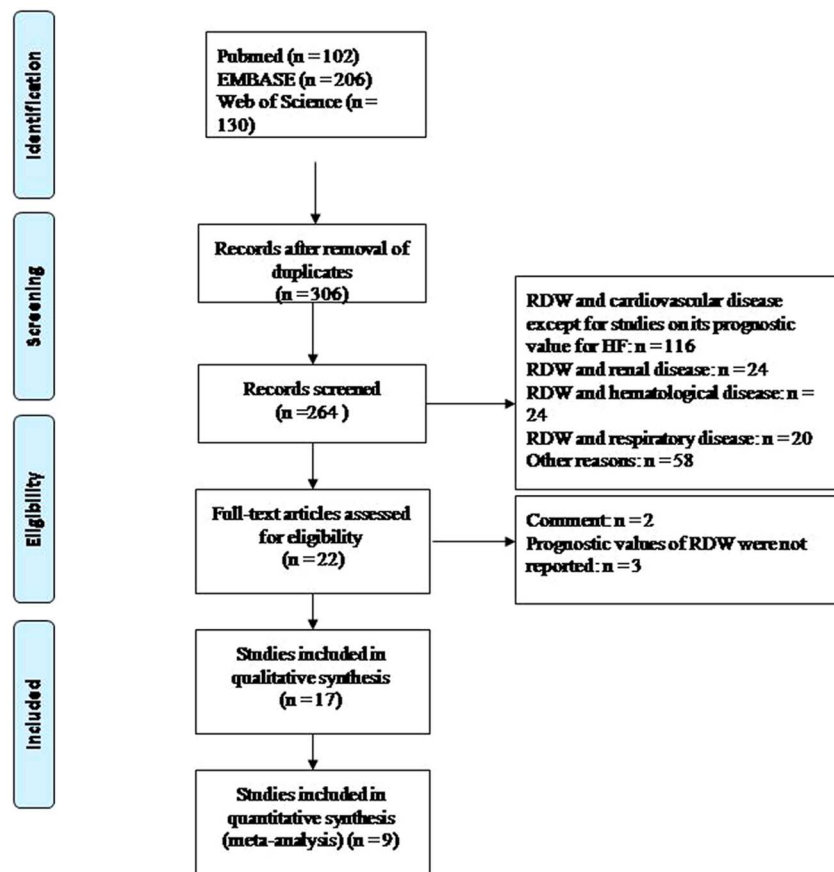 Identification
Pubmed (n = 102)
EMBASE (n = 206)
Web of Science (n =
130)
Screening
Records after removal of
duplicates
(n = 306)
Records screened
(n =264 )
RDW and cardiovascular disease
except for studies on its prognostic
value for HF: n = 116
RDW and renal disease: n = 24
RDW and hematological disease: n =
24
RDW and respiratory disease: n = 20
Other reasons: n = 58
Eligibility
Full-text articles assessed
for eligibility
(n = 22)
Comment: n = 2
Prognostic values of RDW were not
reported: n = 3
Included
Studies included in
qualitative synthesis
(n = 17)
Studies included in
quantitative synthesis
(meta-analysis) (n = 9)